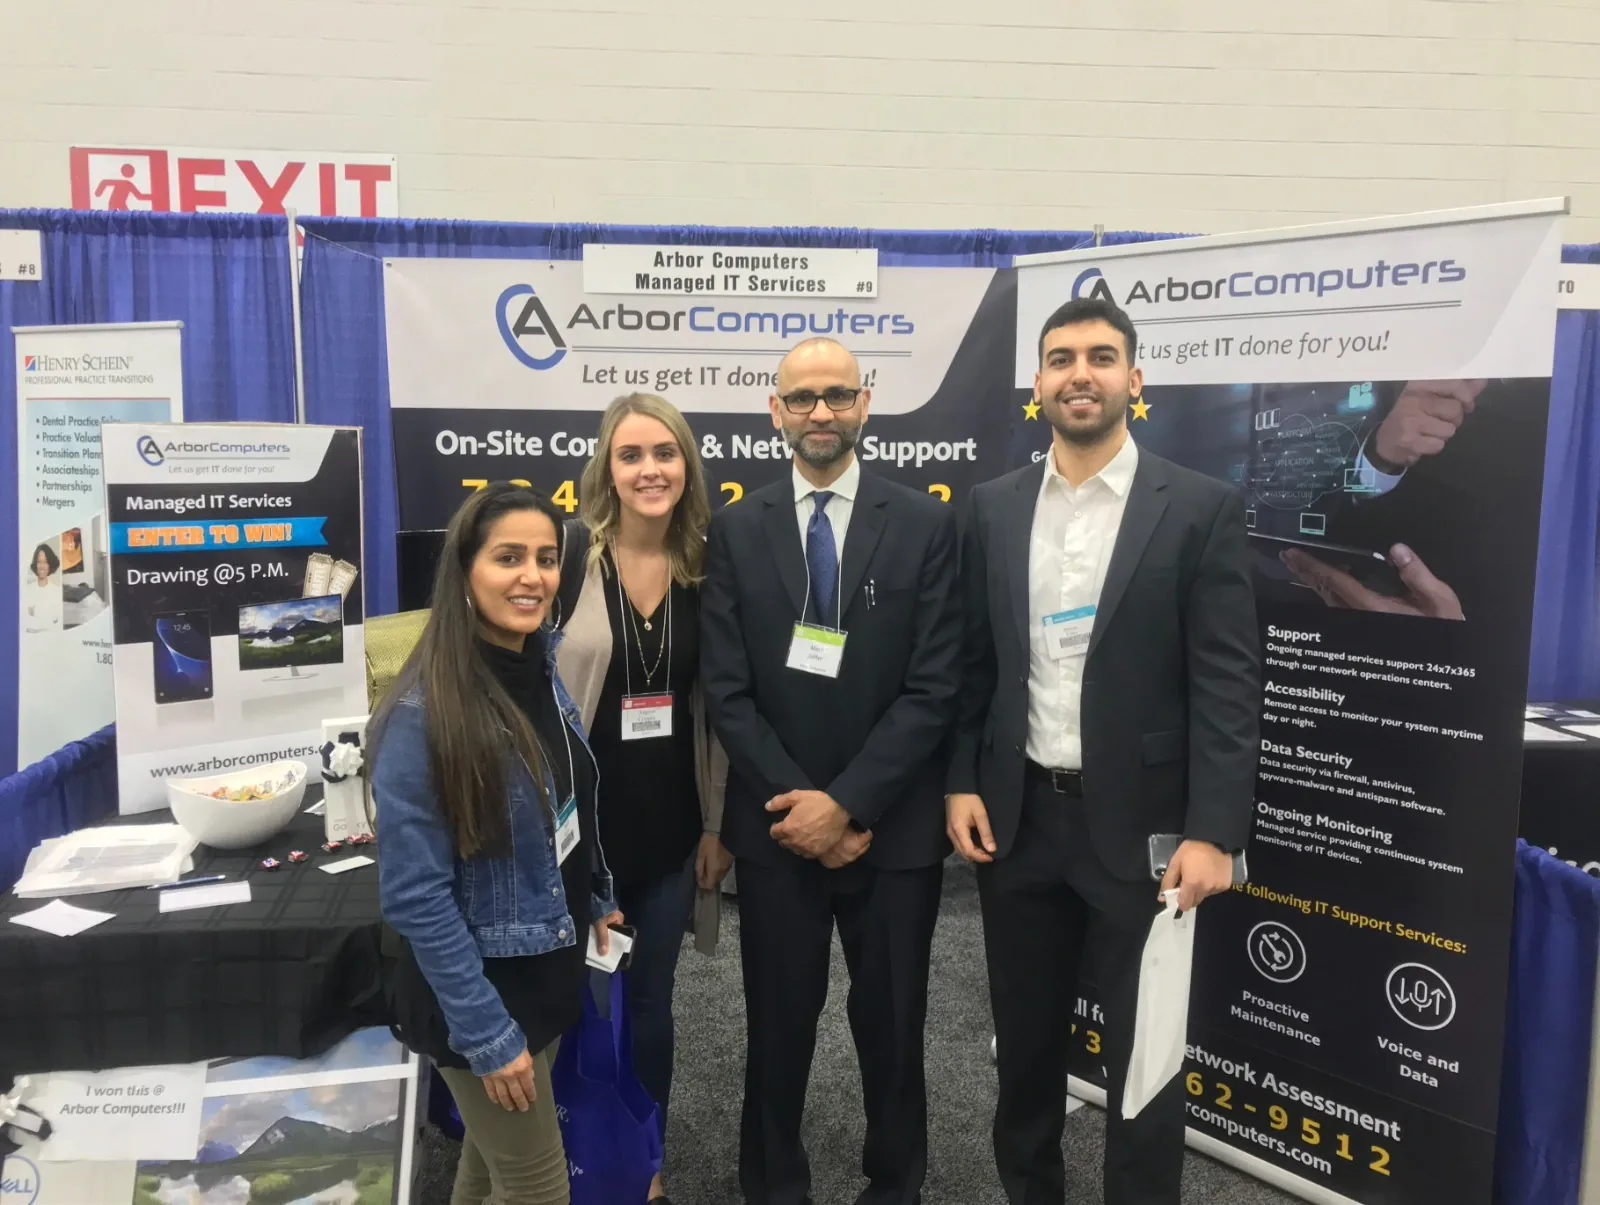 EXIT
#8
Arbor Computers
Managed IT Services #9
ArborComputers
Let us get IT done
On-Site
& Support
HENRY SCHEIN®
PROFESSIONAL PRACTICE TRANSITIONS
• Dental Practice
• Practice
• Transition
• Associateships
• Partnerships
• Mergers
ArborComputers
Let us get IT done for you!
Managed IT Services
ENTER TO WIN!
Drawing @5 P.M.
12:45
www.arborcomputers.
I won this @
Arbor Computers!!!
DELL
ArborComputers
t us get IT done for you!
Support
Ongoing managed services support 24x7x365
through our network operations centers.
Accessibility
Remote access to monitor your system anytime
day or night.
Data Security
Data security via firewall, antivirus,
spyware-malware and antispam software.
Ongoing Monitoring
Managed service providing continuous system
monitoring of IT devices.
following IT Support Services:
Proactive
Maintenance
Voice and
Data
etwork Assessment
62-9512
rcomputers.com